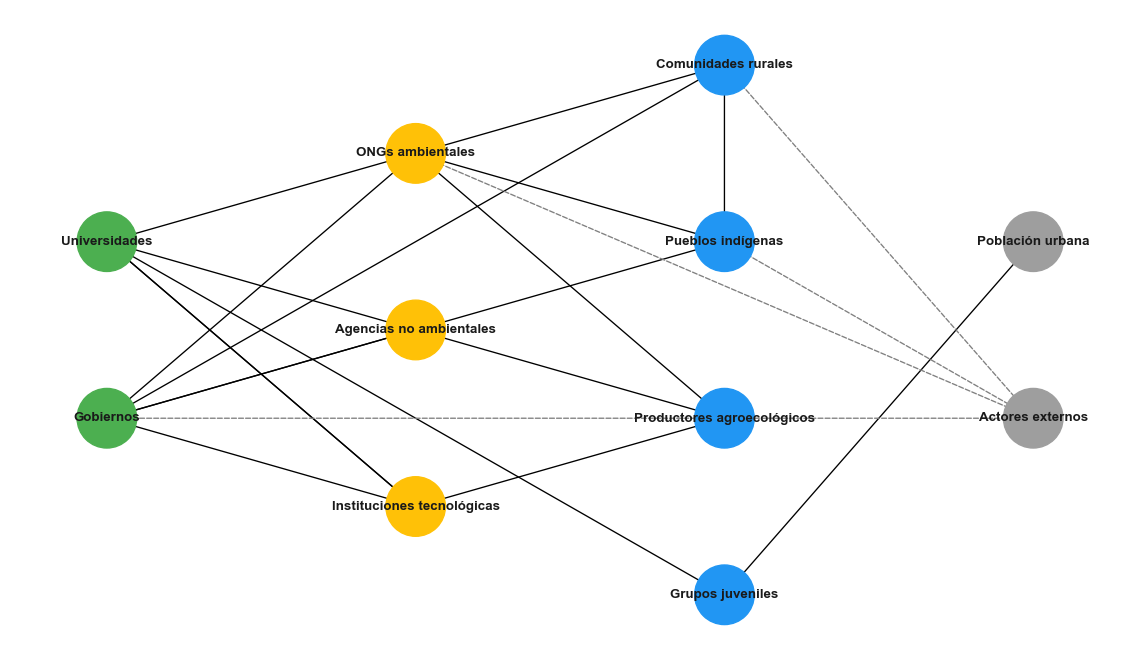 Comunidades rurales
ONGs ambientales
Universidades
Pueblos indígenas
Población urbana
Agencias no ambientales
Gobiernos
Productores agroecológicos
Actores externos
Instituciones tecnológicas
Grupos juveniles